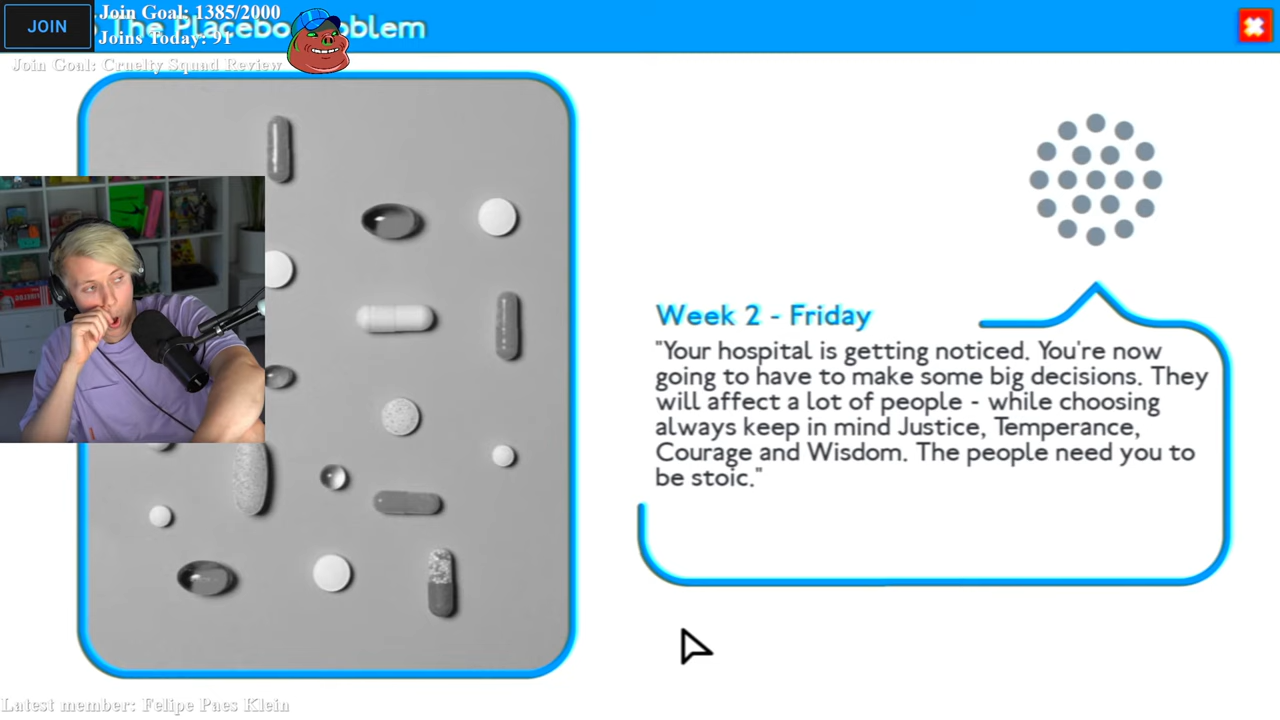 JOIN
Join Goal: 1385/2000
The Placebo Problem
Joins Today: 91
Join Goal: Cruelty Squad Review
Week 2 - Friday
"Your hospital is getting noticed. You're now
going to have to make some big decisions. They
will affect a lot of people - while choosing
always keep in mind Justice, Temperance,
Courage and Wisdom. The people need you to
be stoic."
Latest member: Felipe Paes Klein